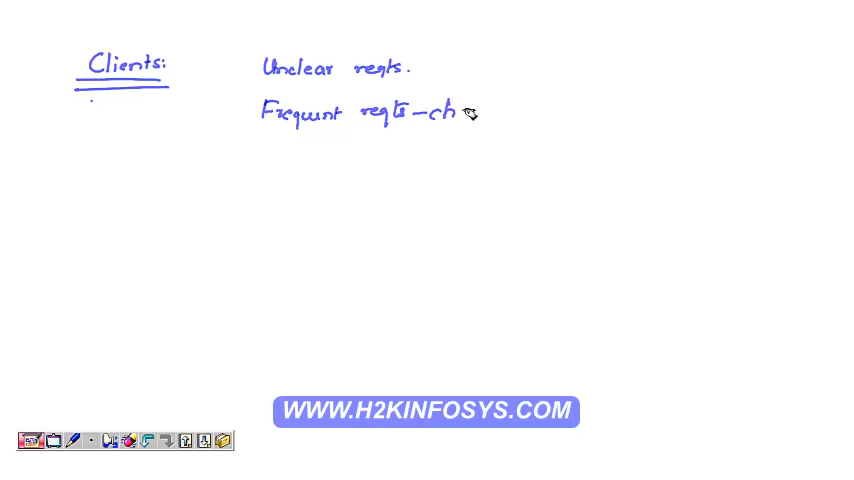 Clients:
Unclear reqts.
Frequent reqts - ch
WWW.H2KINFOSYS.COM